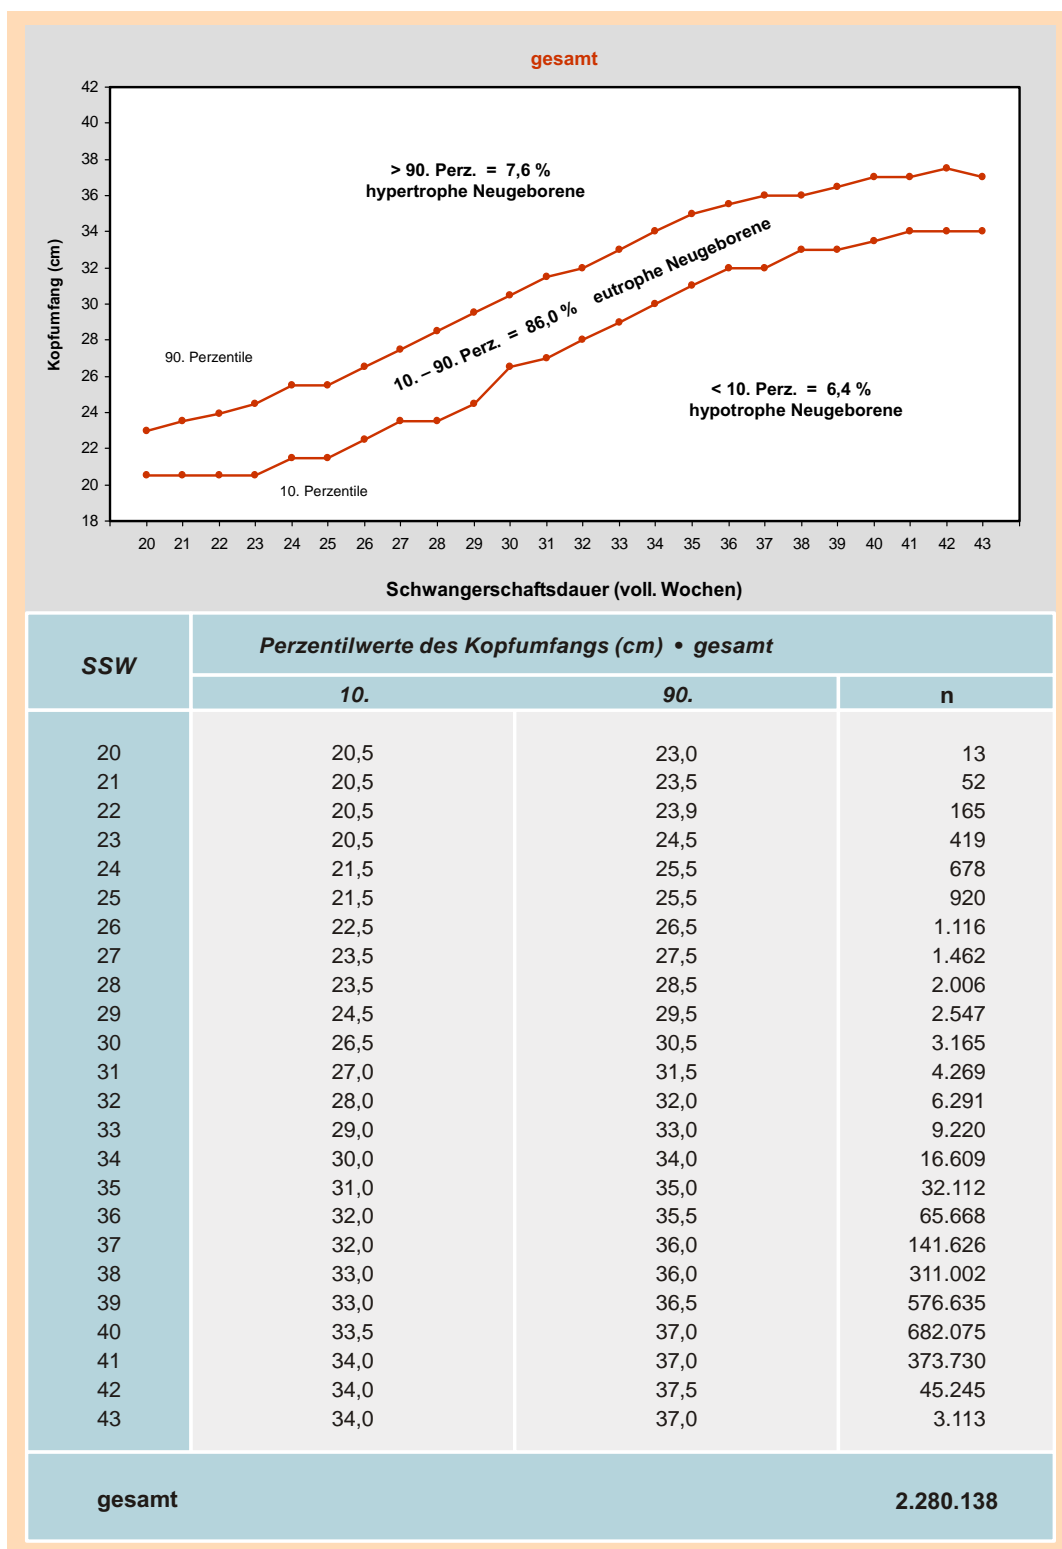 gesamt
42
40
38
36
34
32
30
28
26
24
22
20
18
Kopfumfang (cm)
> 90. Perz. = 7,6 %
hypertrophe Neugeborene
10. – 90. Perz. = 86,0 % eutrophe Neugeborene
90. Perzentile
< 10. Perz. = 6,4 %
hypotrophe Neugeborene
10. Perzentile
20 21 22 23 24 25 26 27 28 29 30 31 32 33 34 35 36 37 38 39 40 41 42 43
Schwangerschaftsdauer (voll. Wochen)
SSW Perzentilwerte des Kopfumfangs (cm) • gesamt
10. 90. n
20 20,5 23,0 13
21 20,5 23,5 52
22 20,5 23,9 165
23 20,5 24,5 419
24 21,5 25,5 678
25 21,5 25,5 920
26 22,5 26,5 1.116
27 23,5 27,5 1.462
28 23,5 28,5 2.006
29 24,5 29,5 2.547
30 26,5 30,5 3.165
31 27,0 31,5 4.269
32 28,0 32,0 6.291
33 29,0 33,0 9.220
34 30,0 34,0 16.609
35 31,0 35,0 32.112
36 32,0 35,5 65.668
37 32,0 36,0 141.626
38 33,0 36,0 311.002
39 33,0 36,5 576.635
40 33,5 37,0 682.075
41 34,0 37,0 373.730
42 34,0 37,5 45.245
43 34,0 37,0 3.113
gesamt 2.280.138